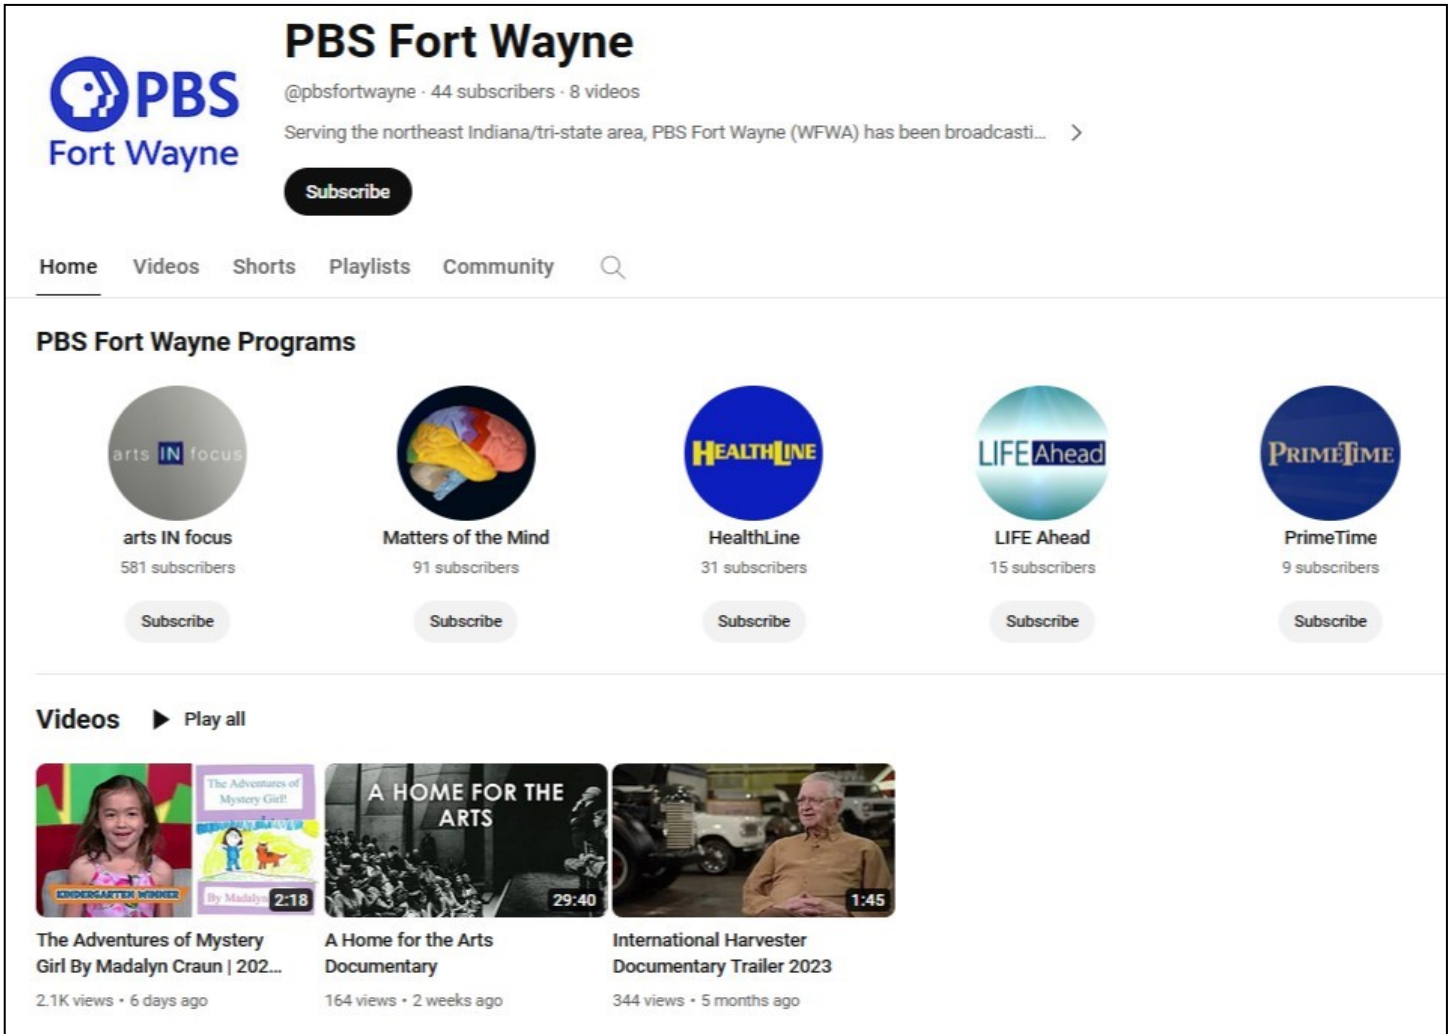 PBS Fort Wayne
PBS
Fort Wayne
@pbsfortwayne · 44 subscribers · 8 videos
Serving the northeast Indiana/tri-state area, PBS Fort Wayne (WFWA) has been broadcasti...
Subscribe
Home Videos Shorts Playlists Community
PBS Fort Wayne Programs
arts IN focus
HEALTHLINE
LIFE Ahead
PRIMETIME
arts IN focus
Matters of the Mind
HealthLine
LIFE Ahead
PrimeTime
581 subscribers
91 subscribers
31 subscribers
15 subscribers
9 subscribers
Subscribe
Subscribe
Subscribe
Subscribe
Subscribe
Videos Play all
The Adventures of
Mystery Girl!
KINDERGARTEN WINNER
By Madalyn
2:18
A HOME FOR THE
ARTS
29:40
1:45
The Adventures of Mystery
Girl By Madalyn Craun | 202...
2.1K views • 6 days ago
A Home for the Arts
Documentary
164 views • 2 weeks ago
International Harvester
Documentary Trailer 2023
344 views • 5 months ago